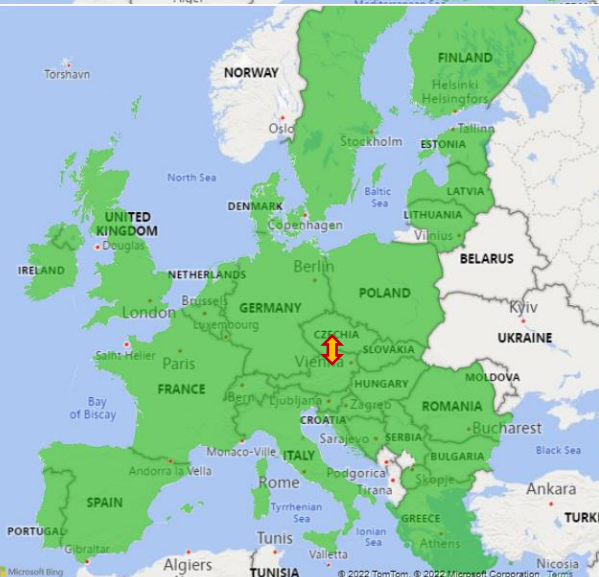 Torshavn
NORWAY
FINLAND
Helsinki
Helsingfors
Oslo
Stockholm
Tallinn
ESTONIA
North Sea
Baltic
Sea
LATVIA
DENMARK
Copenhagen
LITHUANIA
Vilnius
UNITED
KINGDOM
Douglas
IRELAND
BELARUS
NETHERLANDS
Berlin
POLAND
London
Brussels
GERMANY
Kyiv
Luxembourg
CZECHIA
UKRAINE
Saint Helier
Paris
SLOVAKIA
Vienna
MOLDOVA
FRANCE
Bern
HUNGARY
Bay
of Biscay
Ljubljana
Zagreb
ROMANIA
CROATIA
Bucharest
Monaco-Ville
ITALY
Sarajevo
SERBIA
BULGARIA
Black Sea
Andorra la Vella
Rome
Podgorica
Skopje
Tirana
Ankara
SPAIN
Tyrrhenian
Sea
GREECE
TURK
PORTUGAL
Ionian
Sea
Athens
Gibraltar
Tunis
Valletta
Algiers
TUNISIA
Nicosia
Microsoft Bing
© 2022 TomTom, © 2022 Microsoft Corporation Terms